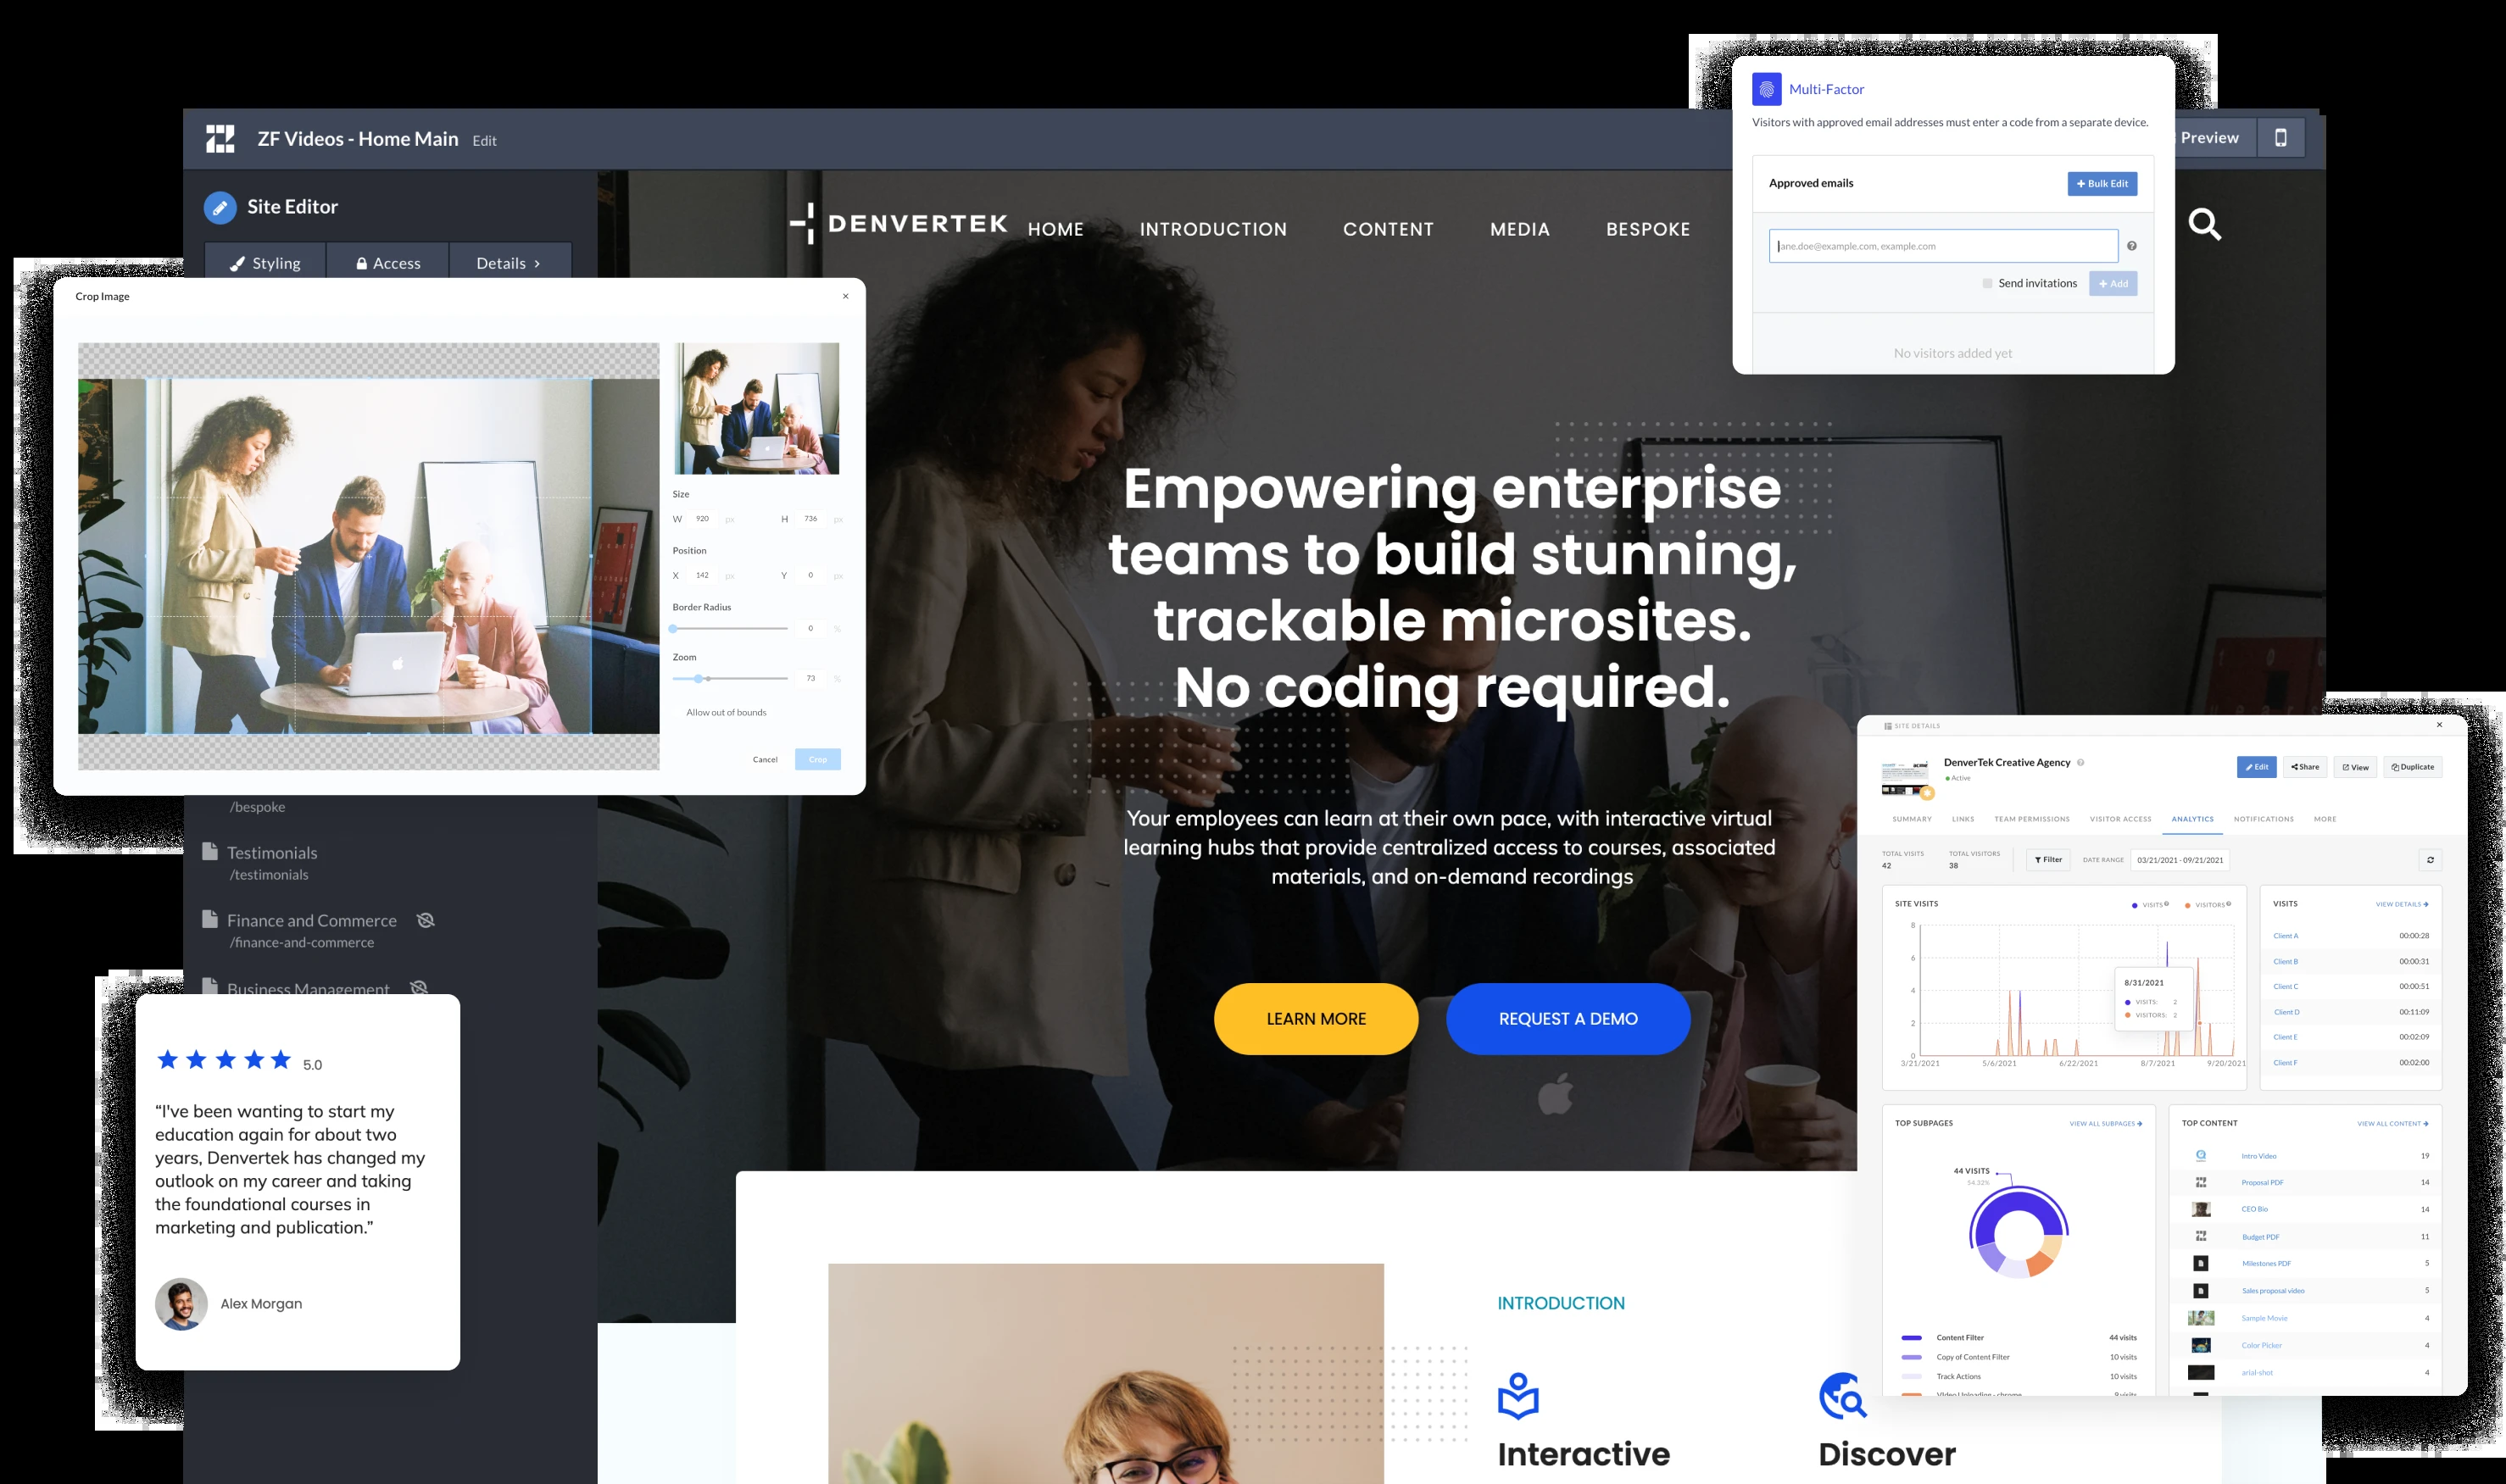 ZF Videos - Home Main Edit
Preview
Site Editor
Styling Access Details
Crop Image
Size
W 920 px H 736 px
Position
X 142 px Y 0 px
Border Radius
0 %
Zoom
73 %
Allow out of bounds
Cancel Crop
/bespoke
Testimonials
/testimonials
Finance and Commerce
/finance-and-commerce
Business Management
5.0
“I've been wanting to start my
education again for about two
years, Denvertek has changed my
outlook on my career and taking
the foundational courses in
marketing and publication.”
Alex Morgan
DENVERTEK HOME INTRODUCTION CONTENT MEDIA BESPOKE
Empowering enterprise
teams to build stunning,
trackable microsites.
No coding required.
Your employees can learn at their own pace, with interactive virtual
learning hubs that provide centralized access to courses, associated
materials, and on-demand recordings
LEARN MORE REQUEST A DEMO
INTRODUCTION
Interactive Discover
Multi-Factor
Visitors with approved email addresses must enter a code from a separate device.
Approved emails + Bulk Edit
jane.doe@example.com, example.com
Send invitations + Add
No visitors added yet
SITE DETAILS
DenverTek Creative Agency
Active
Edit Share View Duplicate
SUMMARY LINKS TEAM PERMISSIONS VISITOR ACCESS ANALYTICS NOTIFICATIONS MORE
TOTAL VISITS TOTAL VISITORS
42 38
Filter DATE RANGE 03/21/2021 - 09/21/2021
SITE VISITS VISITS VISITORS
8
6
4
2
0
3/21/2021 5/6/2021 6/22/2021 8/7/2021 9/20/2021
8/31/2021
VISITS: 2
VISITORS: 2
VISITS VIEW DETAILS
Client A 00:00:28
Client B 00:00:31
Client C 00:00:51
Client D 00:11:09
Client E 00:02:09
Client F 00:02:00
TOP SUBPAGES VIEW ALL SUBPAGES
44 VISITS
54.32%
Content Filter 44 visits
Copy of Content Filter 10 visits
Track Actions 10 visits
Video Uploading - chrome 9 visits
TOP CONTENT VIEW ALL CONTENT
Intro Video 19
Proposal PDF 14
CEO Bio 14
Budget PDF 11
Milestones PDF 5
Sales proposal video 5
Sample Movie 4
Color Picker 4
arial-shot 4